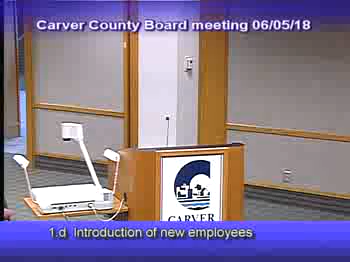 Carver County Board meeting 06/05/18
CARVER
1.d  Introduction of new employees